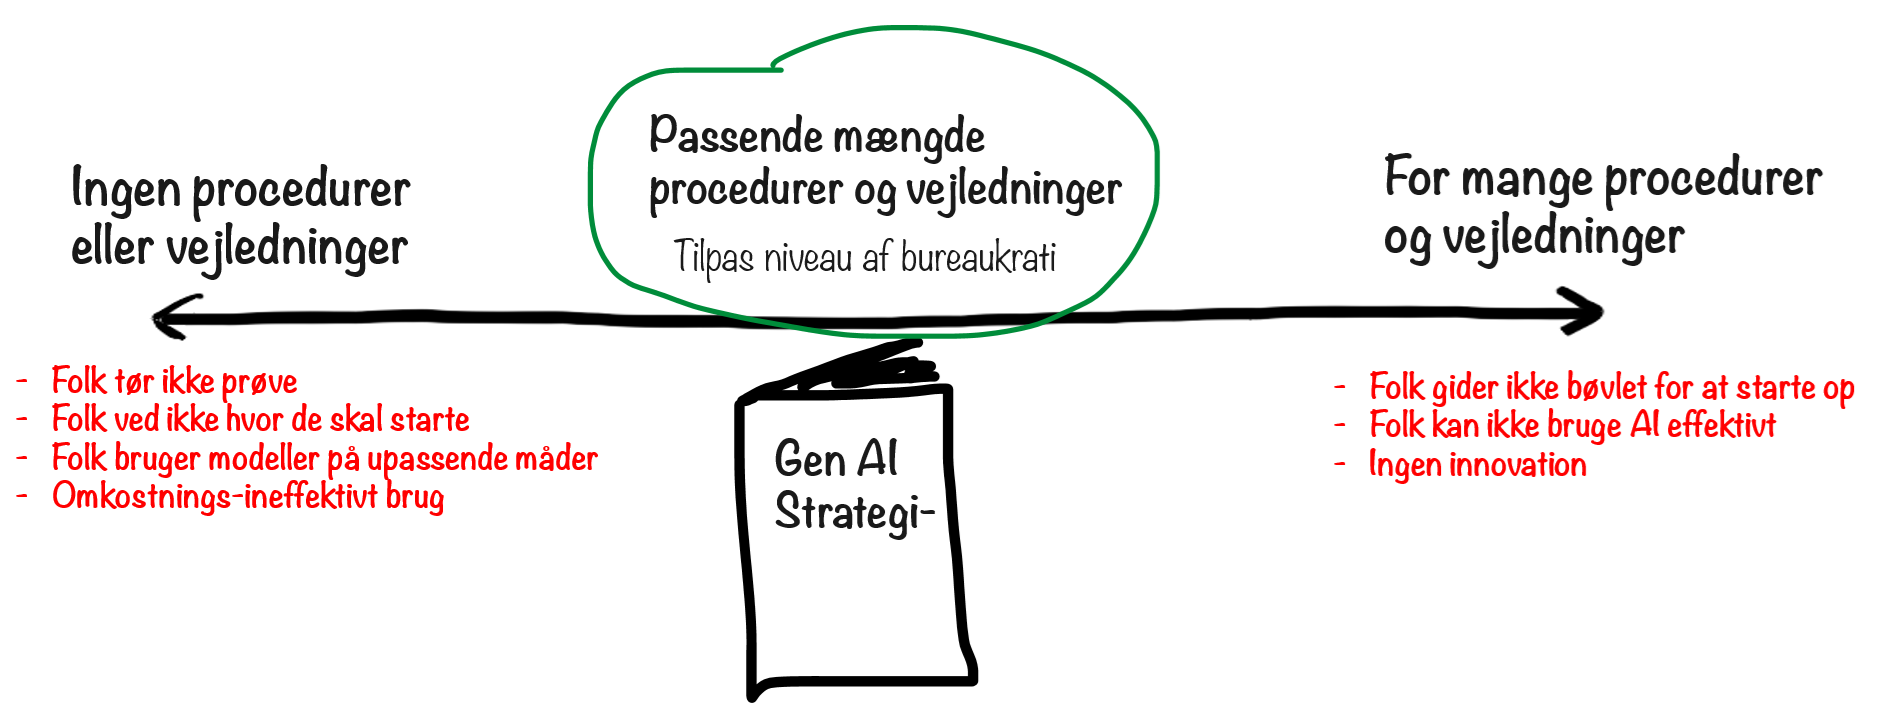 Ingen procedurer
eller vejledninger
Passende mængde
procedurer og vejledninger
Tilpas niveau af bureaukrati
For mange procedurer
og vejledninger
- Folk tør ikke prøve
- Folk ved ikke hvor de skal starte
- Folk bruger modeller på upassende måder
- Omkostnings-ineffektivt brug
Gen AI
Strategi-
- Folk gider ikke bøvlet for at starte op
- Folk kan ikke bruge AI effektivt
- Ingen innovation